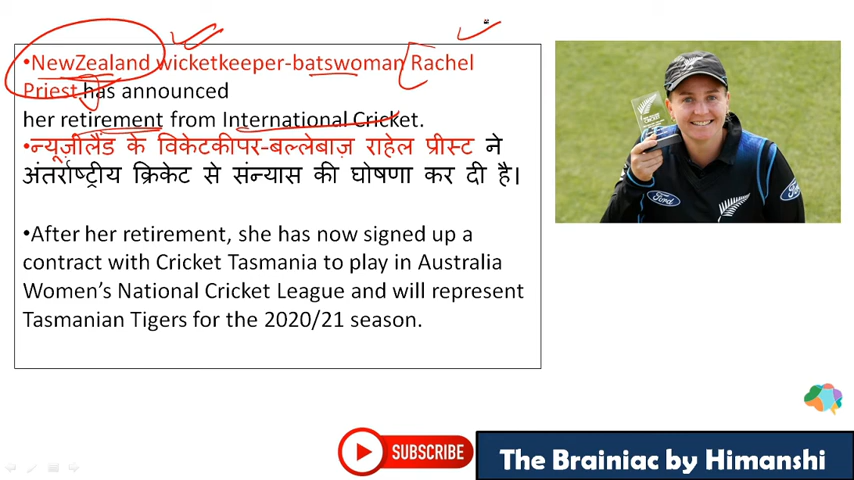 •NewZealand wicketkeeper-batswoman Rachel
Priest has announced
her retirement from International Cricket.
•न्यूज़ीलैंड के विकेटकीपर-बल्लेबाज़ राहेल प्रीस्ट ने
अंतर्राष्ट्रीय क्रिकेट से संन्यास की घोषणा कर दी है।
•After her retirement, she has now signed up a
contract with Cricket Tasmania to play in Australia
Women's National Cricket League and will represent
Tasmanian Tigers for the 2020/21 season.
Ford
SUBSCRIBE
The Brainiac by Himanshi